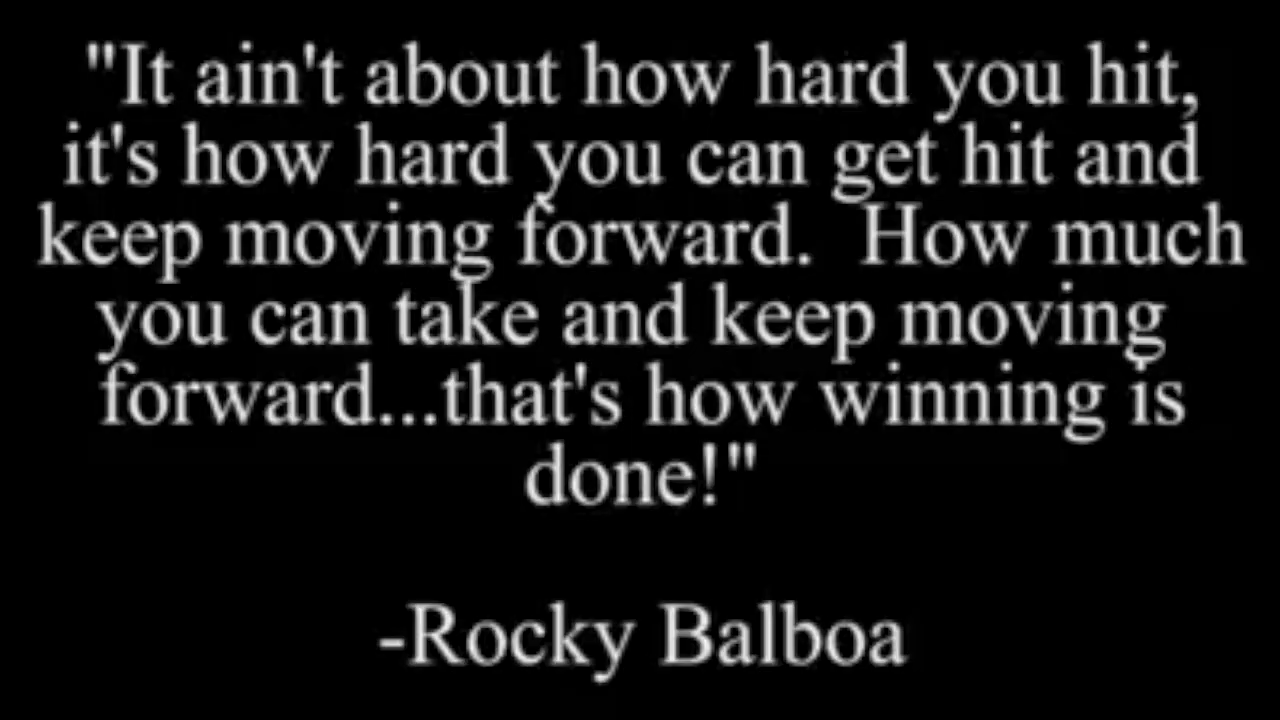 "It ain't about how hard you hit,
it's how hard you can get hit and
keep moving forward.  How much
you can take and keep moving
forward...that's how winning is
done!"
-Rocky Balboa